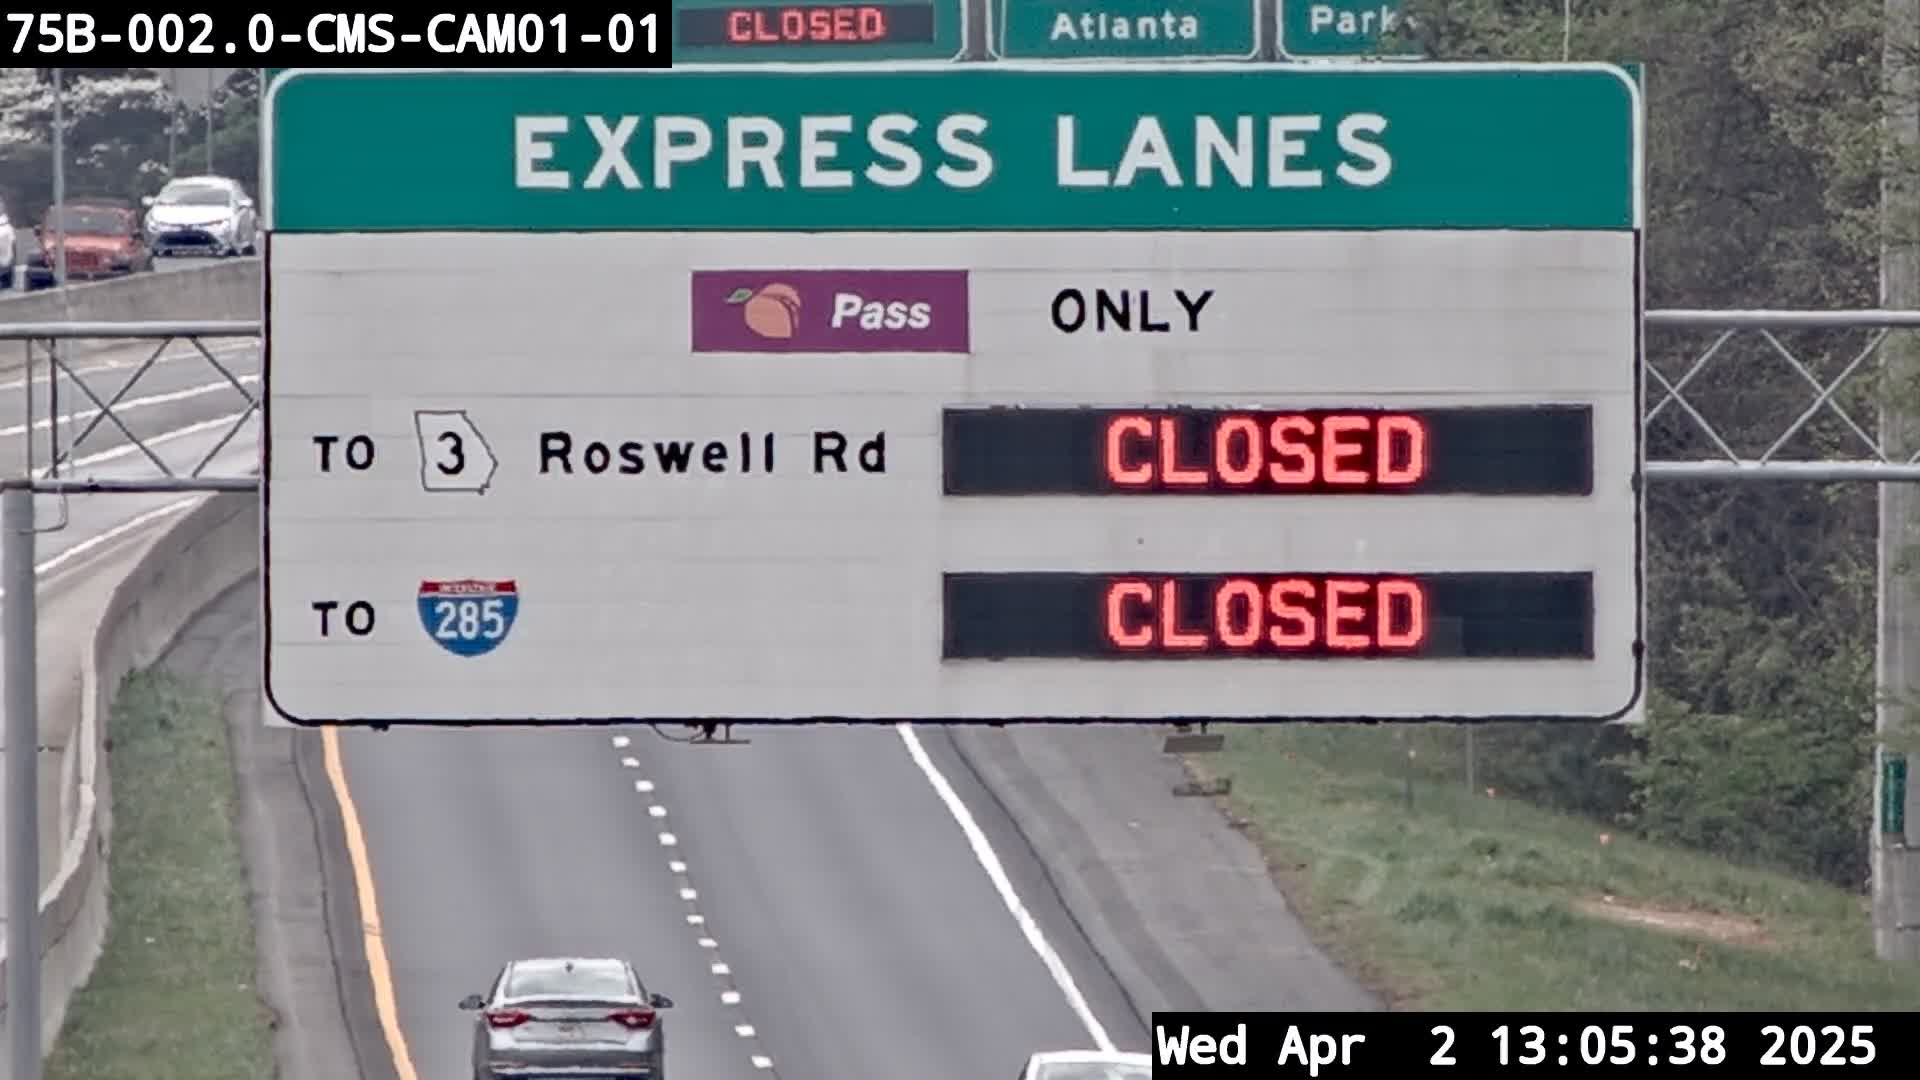 75B-002.0-CMS-CAM01-01
CLOSED
Atlanta
Park
EXPRESS LANES
Pass ONLY
TO 3 Roswell Rd CLOSED
INTERSTATE
TO 285 CLOSED
Wed Apr 2 13:05:38 2025